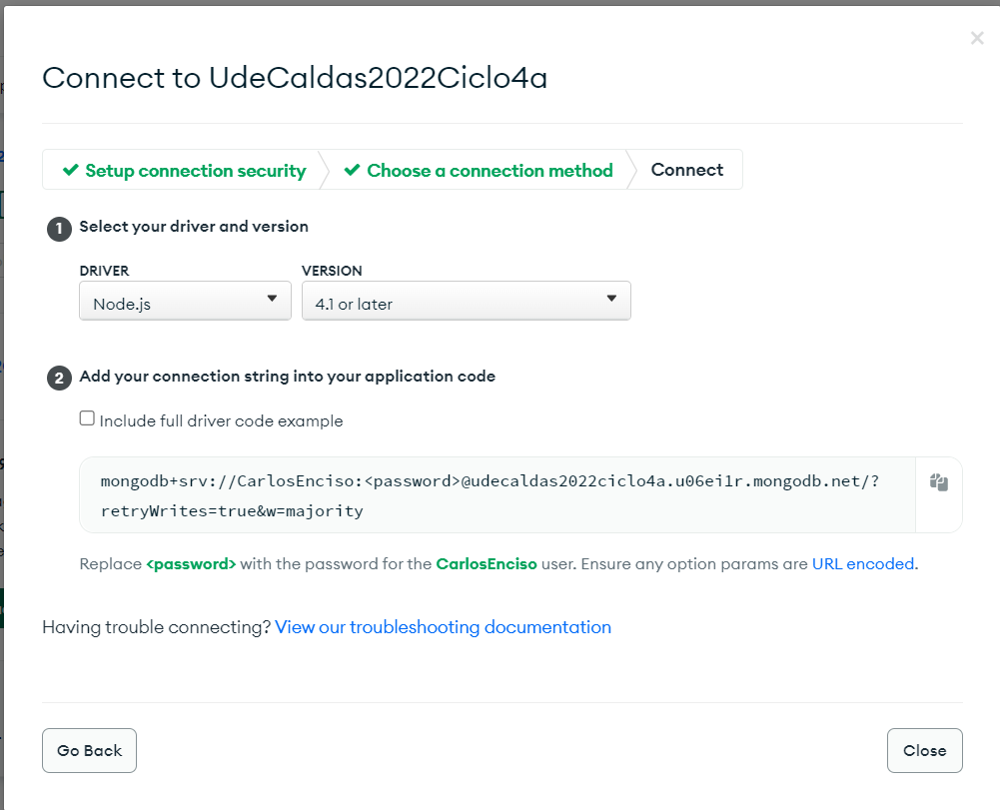 Connect to UdeCaldas2022Ciclo4a
Setup connection security
Choose a connection method
Connect
1 Select your driver and version
DRIVER VERSION
Node.js 4.1 or later
2 Add your connection string into your application code
Include full driver code example
mongodb+srv://CarlosEnciso:<password>@udecaldas2022ciclo4a.u06ei1r.mongodb.net/?
retryWrites=true&w=majority
Replace <password> with the password for the CarlosEnciso user. Ensure any option params are URL encoded.
Having trouble connecting? View our troubleshooting documentation
Go Back Close